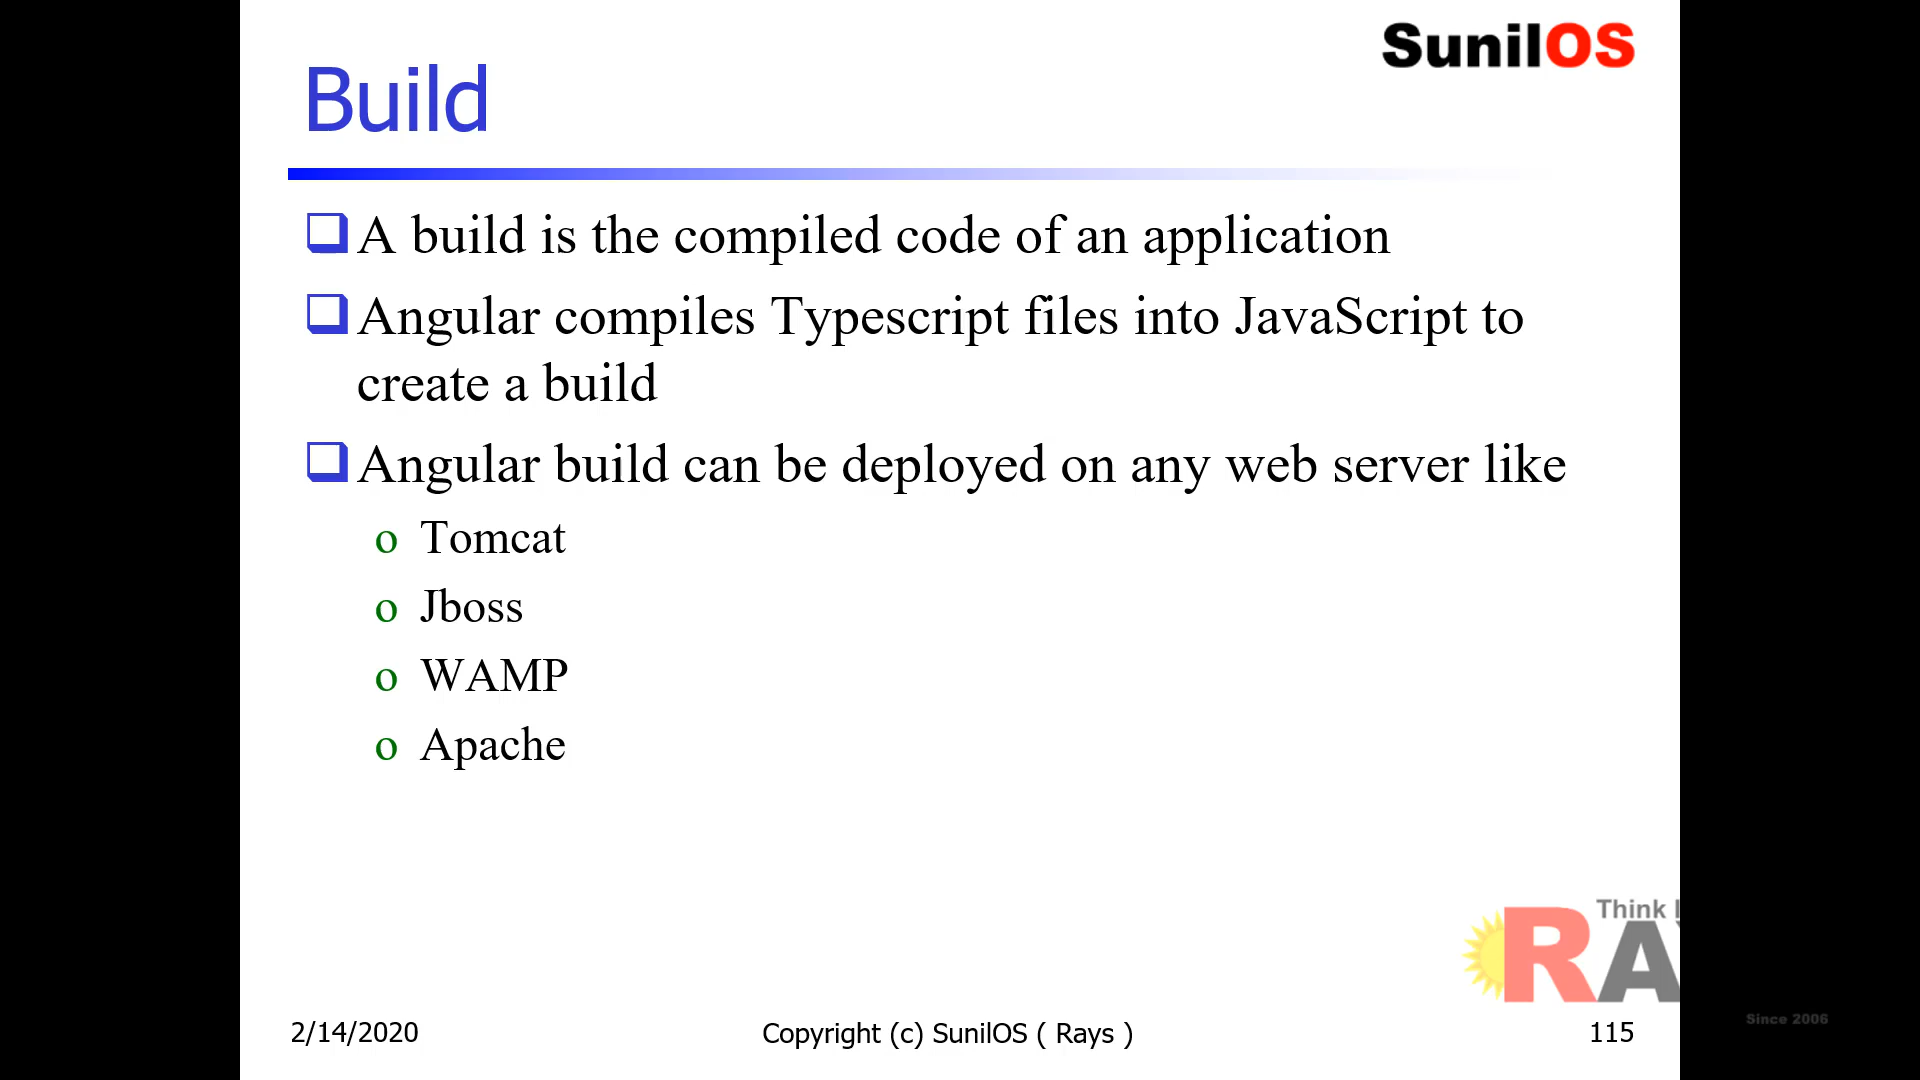 SunilOS
Build
A build is the compiled code of an application
Angular compiles Typescript files into JavaScript to
create a build
Angular build can be deployed on any web server like
o Tomcat
o Jboss
o WAMP
o Apache
Think
RAY
2/14/2020
Copyright (c) SunilOS ( Rays )
115
Since 2006